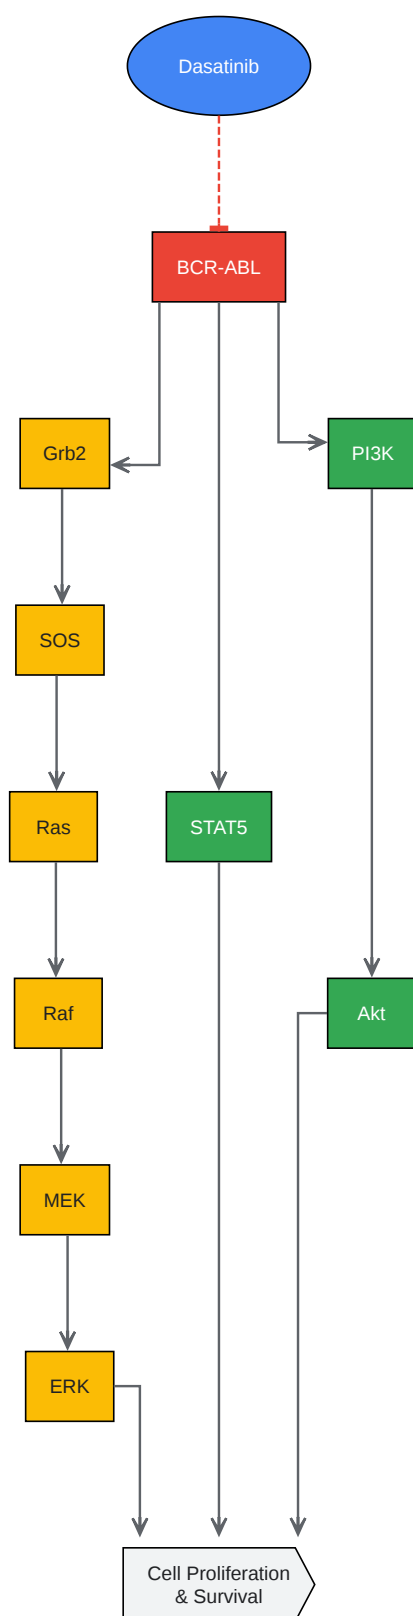 Dasatinib
BCR-ABL
Grb2
PI3K
SOS
Ras
STAT5
Raf
Akt
MEK
ERK
Cell Proliferation
& Survival